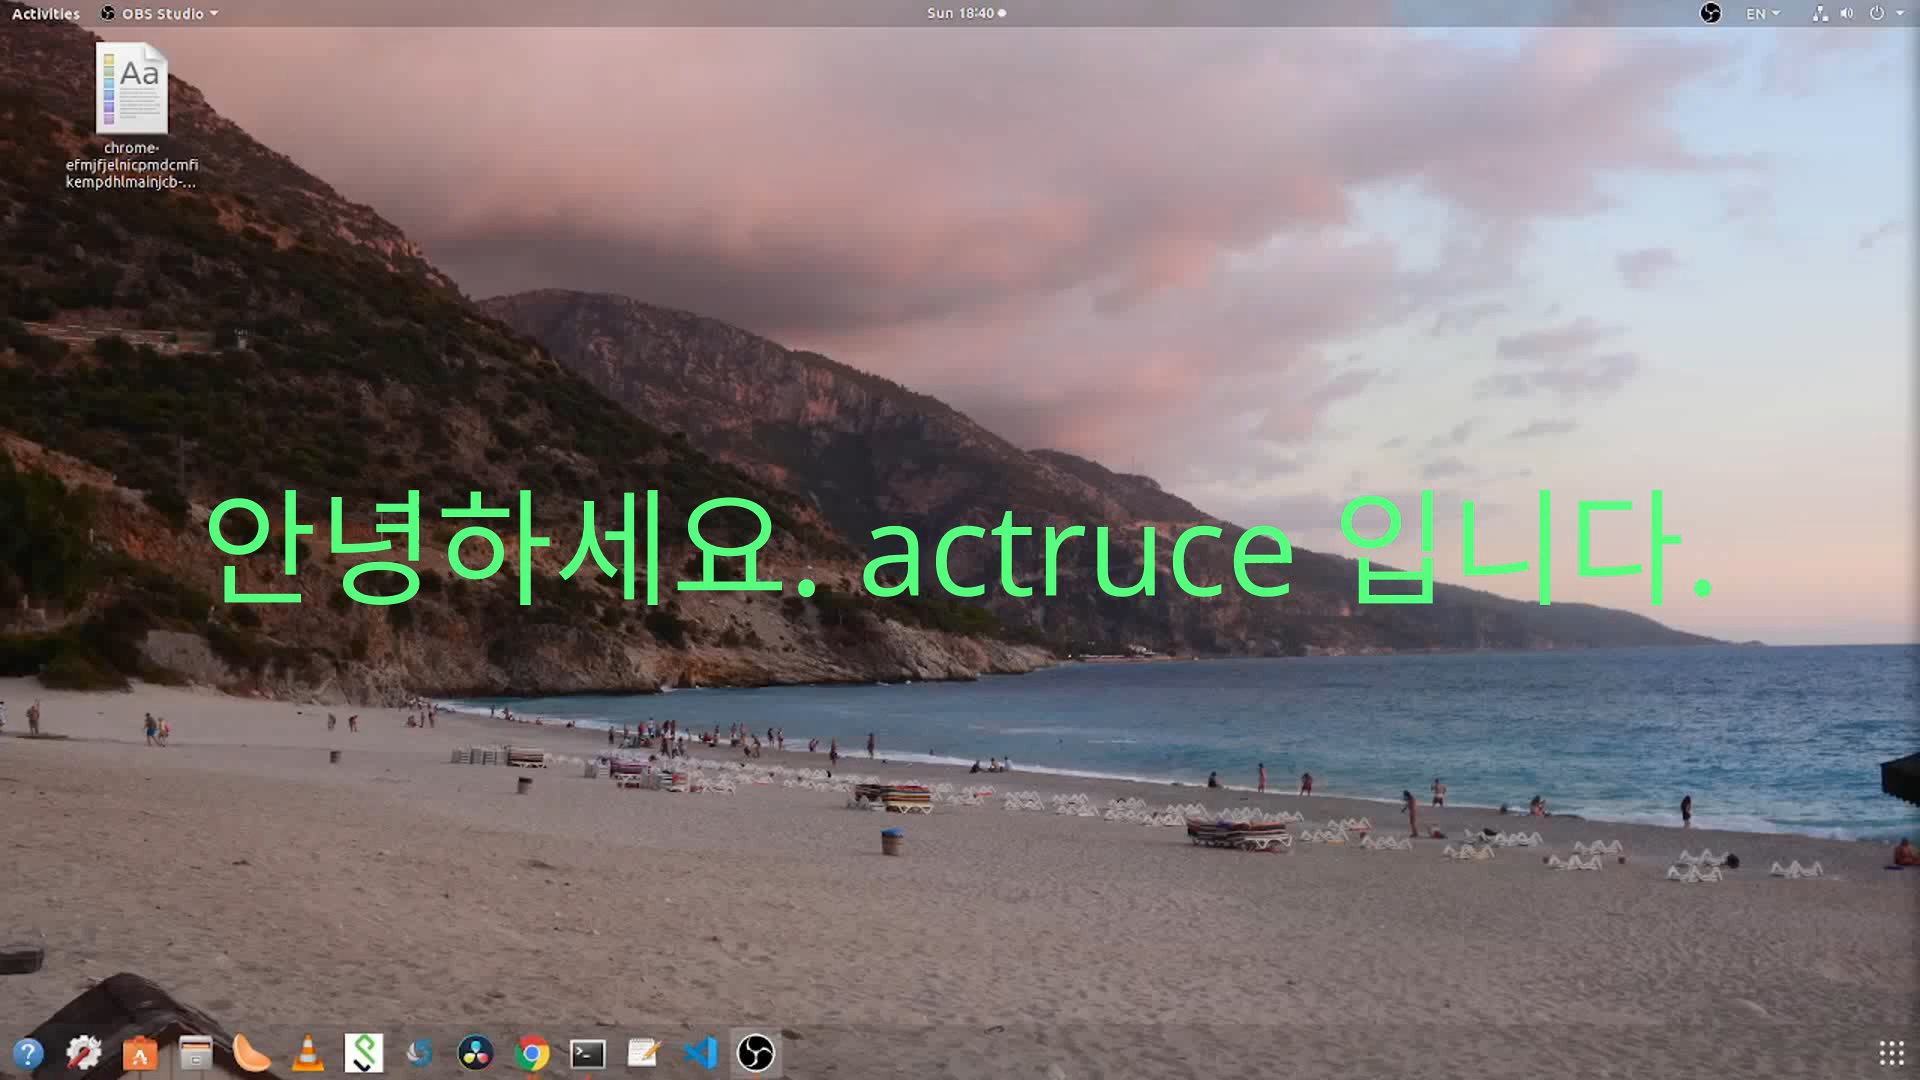 Activities OBS Studio Sun 18:40 EN
Aa
chrome-
efmjfjelnicpmdcmfi
kempdhlmainjcb-...
안녕하세요. actruce 입니다.